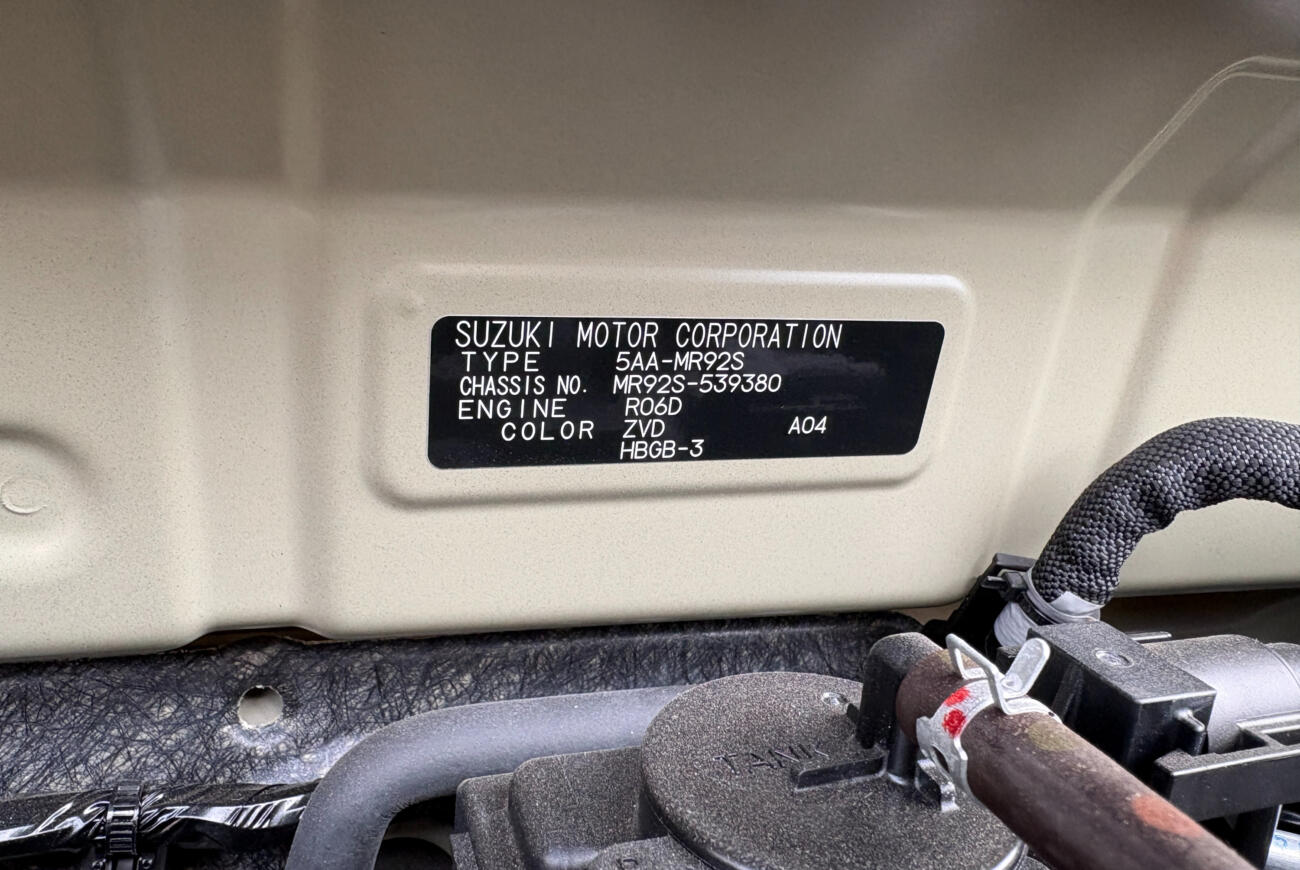 SUZUKI MOTOR CORPORATION
TYPE 5AA-MR92S
CHASSIS NO. MR92S-539380
ENGINE R06D
COLOR ZVD A04
HBGB-3
TANK